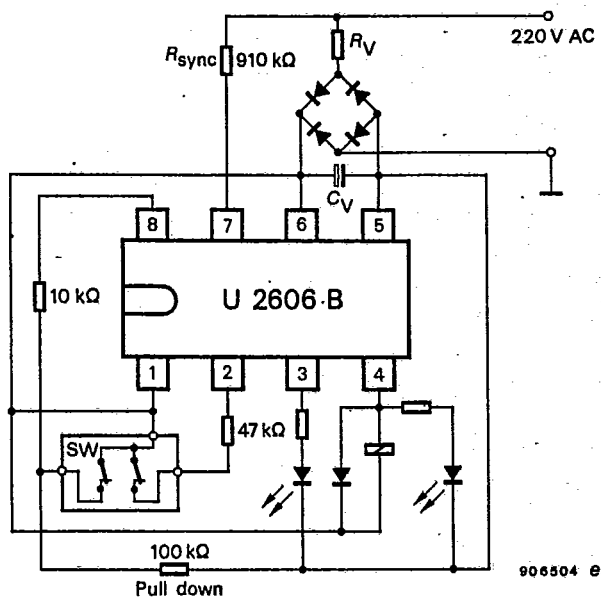 R_V
220 V AC
R_sync 910 kΩ
C_V
8 7 6 5
10 kΩ
U 2606·B
1 2 3 4
SW
47 kΩ
100 kΩ
Pull down
906504 e